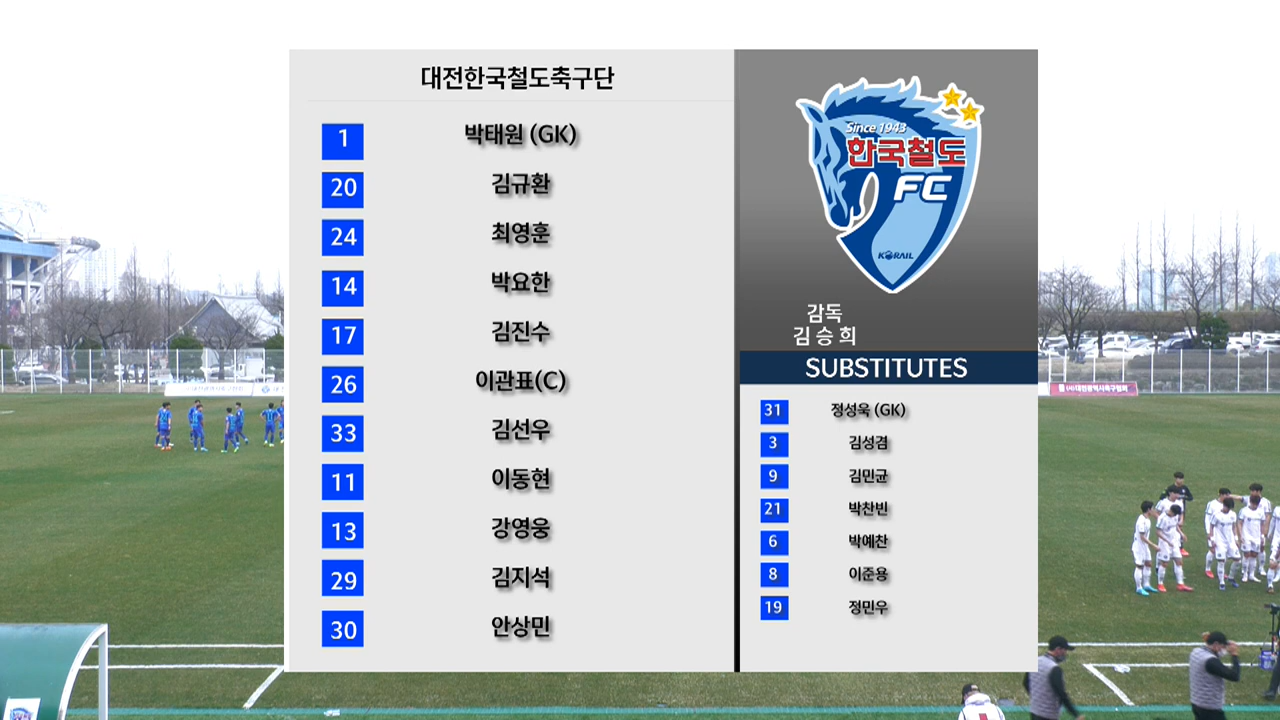 대전한국철도축구단
1 박태원 (GK)
20 김규환
24 최영훈
14 박요한
17 김진수
26 이관표(C)
33 김선우
11 이동현
13 강영웅
29 김지석
30 안상민
Since 1943
한국철도
FC
KORAIL
감독
김승희
SUBSTITUTES
31 정성욱 (GK)
3 김성겸
9 김민균
21 박찬빈
6 박예찬
8 이준용
19 정민우